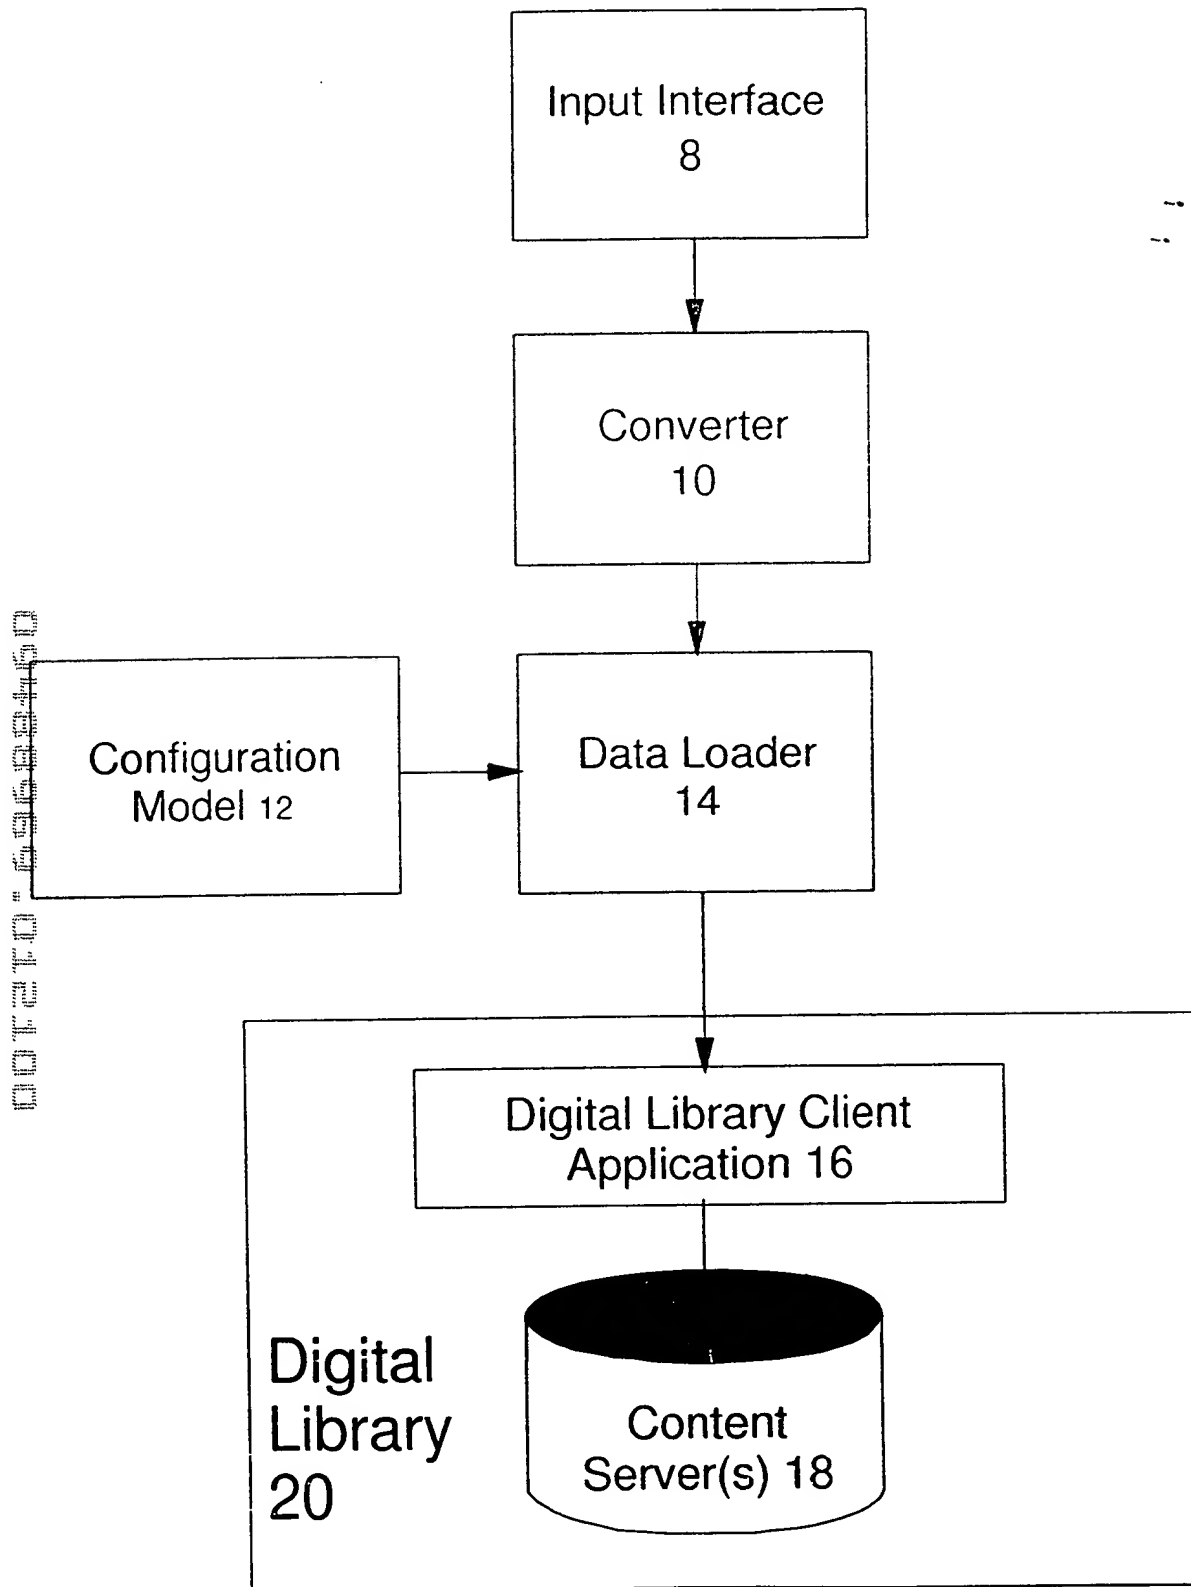 Input Interface
8
Converter
10
Configuration
Model 12
Data Loader
14
Digital Library Client
Application 16
Digital
Library
20
Content
Server(s) 18